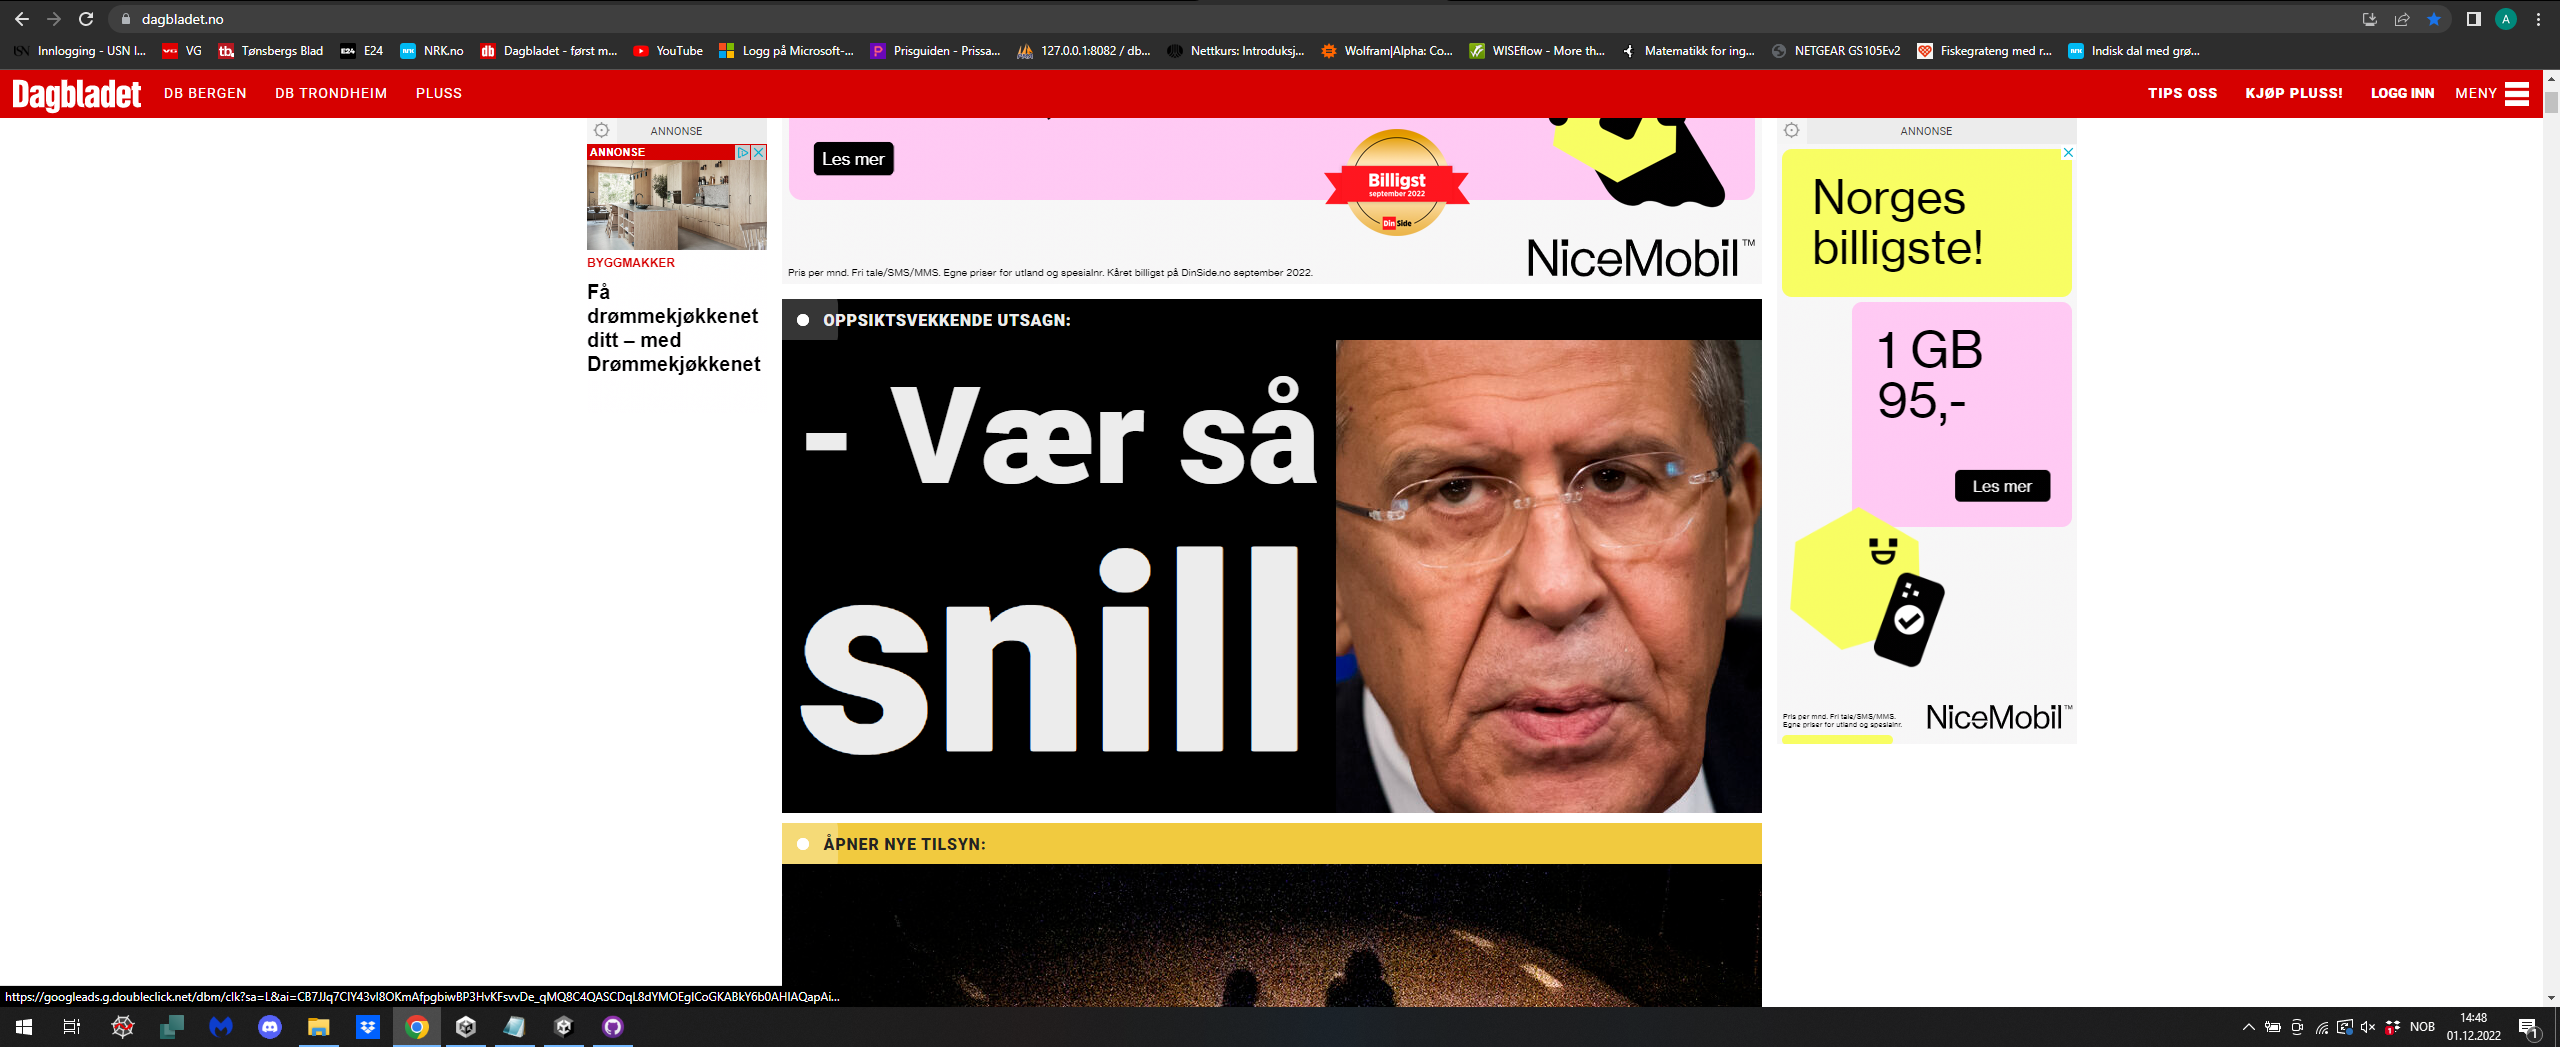 dagbladet.no
Innlogging - USN I...
VG
Tønsbergs Blad
E24
NRK.no
Dagbladet - først m...
YouTube
Logg på Microsoft-...
Prisguiden - Prissa...
127.0.0.1:8082 / db...
Nettkurs: Introduksj...
Wolfram|Alpha: Co...
WISEflow - More th...
Matematikk for ing...
NETGEAR GS105Ev2
Fiskegrateng med r...
Indisk dal med grø...
Dagbladet
DB BERGEN
DB TRONDHEIM
PLUSS
TIPS OSS
KJØP PLUSS!
LOGG INN
MENY
ANNONSE
ANNONSE
BYGGMAKKER
Få
drømmekjøkkenet
ditt – med
Drømmekjøkkenet
Les mer
Billigst
september 2022
DinSide
NiceMobil™
Pris per mnd. Fri tale/SMS/MMS. Egne priser for utland og spesialnr. Kåret billigst på DinSide.no september 2022.
OPPSIKTSVEKKENDE UTSAGN:
- Vær så
snill
ÅPNER NYE TILSYN:
ANNONSE
Norges
billigste!
1 GB
95,-
Les mer
Pris per mnd. Fri tale/SMS/MMS.
Egne priser for utland og spesialnr.
NiceMobil™
https://googleads.g.doubleclick.net/dbm/clk?sa=L&ai=CB7JJq7CIY43vI8OKmAfpgbiwBP3HvKFsvvDe_qMQ8C4QASCDqL8dYMOEgICoGKABkY6b0AHIAQapAi...
NOB
14:48
01.12.2022